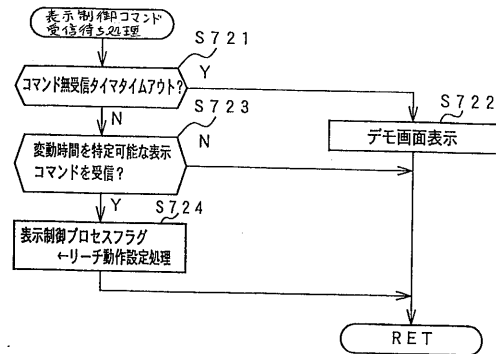 表示制御コマンド
受信待ち処理
S721
コマンド無受信タイマタイムアウト?
Y
N
S722
デモ画面表示
S723
変動時間を特定可能な表示
コマンドを受信?
N
Y
S724
表示制御プロセスフラグ
←リーチ動作設定処理
RET